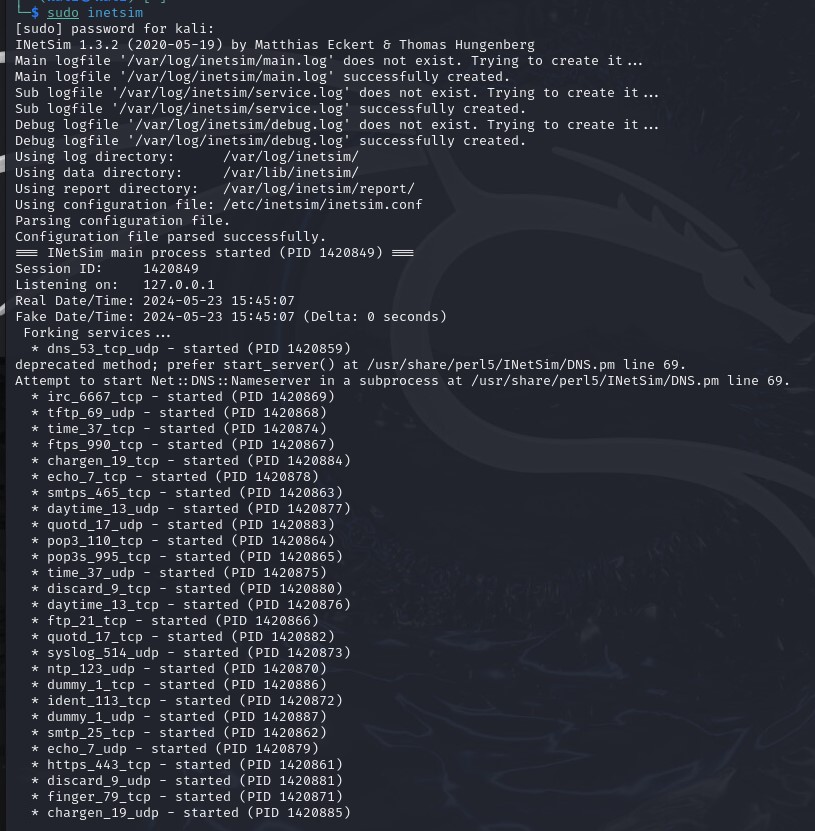 └─$ sudo inetsim
[sudo] password for kali:
INetSim 1.3.2 (2020-05-19) by Matthias Eckert & Thomas Hungenberg
Main logfile '/var/log/inetsim/main.log' does not exist. Trying to create it...
Main logfile '/var/log/inetsim/main.log' successfully created.
Sub logfile '/var/log/inetsim/service.log' does not exist. Trying to create it...
Sub logfile '/var/log/inetsim/service.log' successfully created.
Debug logfile '/var/log/inetsim/debug.log' does not exist. Trying to create it...
Debug logfile '/var/log/inetsim/debug.log' successfully created.
Using log directory:      /var/log/inetsim/
Using data directory:     /var/lib/inetsim/
Using report directory:   /var/log/inetsim/report/
Using configuration file: /etc/inetsim/inetsim.conf
Parsing configuration file.
Configuration file parsed successfully.
=== INetSim main process started (PID 1420849) ===
Session ID:     1420849
Listening on:   127.0.0.1
Real Date/Time: 2024-05-23 15:45:07
Fake Date/Time: 2024-05-23 15:45:07 (Delta: 0 seconds)
 Forking services...
  * dns_53_tcp_udp - started (PID 1420859)
deprecated method; prefer start_server() at /usr/share/perl5/INetSim/DNS.pm line 69.
Attempt to start Net::DNS::Nameserver in a subprocess at /usr/share/perl5/INetSim/DNS.pm line 69.
  * irc_6667_tcp - started (PID 1420869)
  * tftp_69_udp - started (PID 1420868)
  * time_37_tcp - started (PID 1420874)
  * ftps_990_tcp - started (PID 1420867)
  * chargen_19_tcp - started (PID 1420884)
  * echo_7_tcp - started (PID 1420878)
  * smtps_465_tcp - started (PID 1420863)
  * daytime_13_udp - started (PID 1420877)
  * quotd_17_udp - started (PID 1420883)
  * pop3_110_tcp - started (PID 1420864)
  * pop3s_995_tcp - started (PID 1420865)
  * time_37_udp - started (PID 1420875)
  * discard_9_tcp - started (PID 1420880)
  * daytime_13_tcp - started (PID 1420876)
  * ftp_21_tcp - started (PID 1420866)
  * quotd_17_tcp - started (PID 1420882)
  * syslog_514_udp - started (PID 1420873)
  * ntp_123_udp - started (PID 1420870)
  * dummy_1_tcp - started (PID 1420886)
  * ident_113_tcp - started (PID 1420872)
  * dummy_1_udp - started (PID 1420887)
  * smtp_25_tcp - started (PID 1420862)
  * echo_7_udp - started (PID 1420879)
  * https_443_tcp - started (PID 1420861)
  * discard_9_udp - started (PID 1420881)
  * finger_79_tcp - started (PID 1420871)
  * chargen_19_udp - started (PID 1420885)